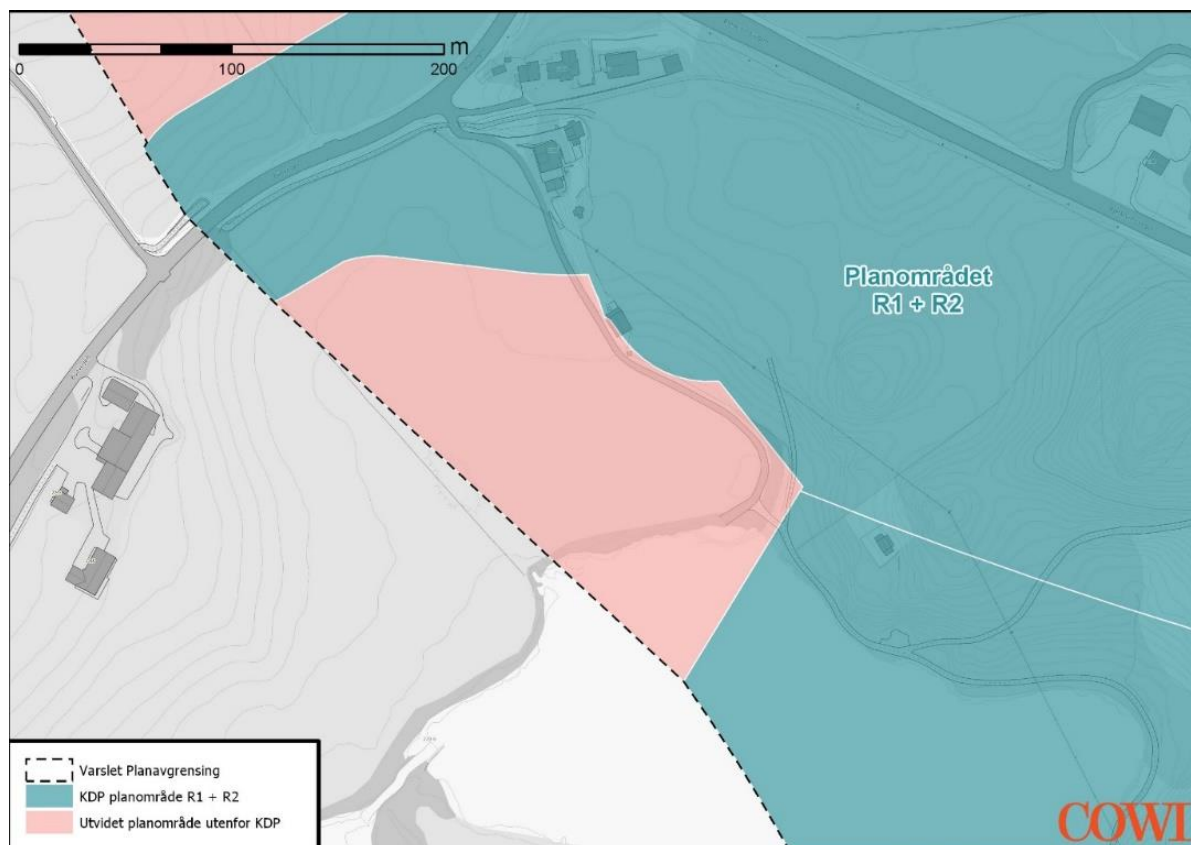 m
0 100 200
Planområdet
R1 + R2
Varslet Planavgrensing
KDP planområde R1 + R2
Utvidet planområde utenfor KDP
COWI